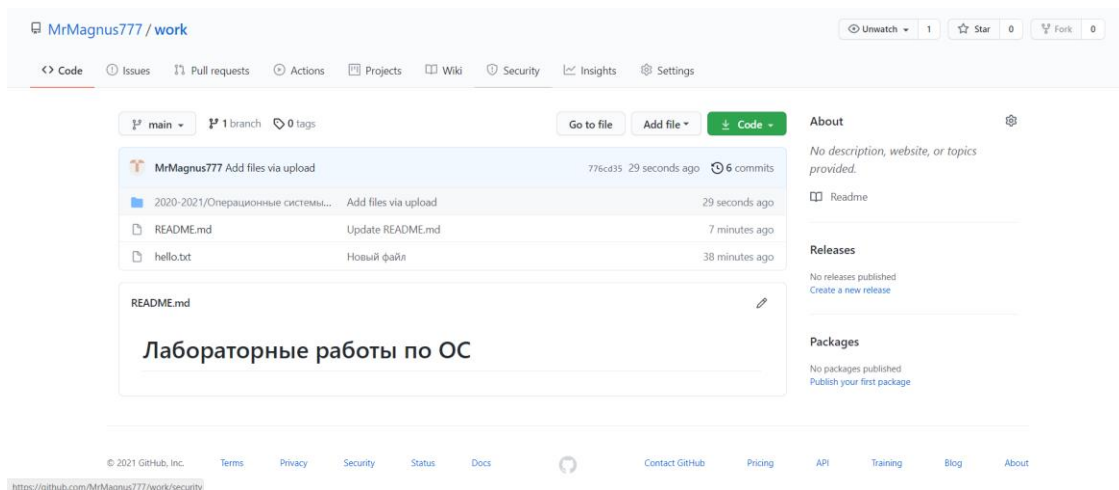 MrMagnus777 / work
Unwatch 1 Star 0 Fork 0
Code Issues Pull requests Actions Projects Wiki Security Insights Settings
main 1 branch 0 tags Go to file Add file Code
MrMagnus777 Add files via upload 776cd35 29 seconds ago 6 commits
2020-2021/Операционные системы... Add files via upload 29 seconds ago
README.md Update README.md 7 minutes ago
hello.txt Новый файл 38 minutes ago
README.md
Лабораторные работы по ОС
About
No description, website, or topics
provided.
Readme
Releases
No releases published
Create a new release
Packages
No packages published
Publish your first package
© 2021 GitHub, Inc. Terms Privacy Security Status Docs Contact GitHub Pricing API Training Blog About
https://github.com/MrMagnus777/work/security